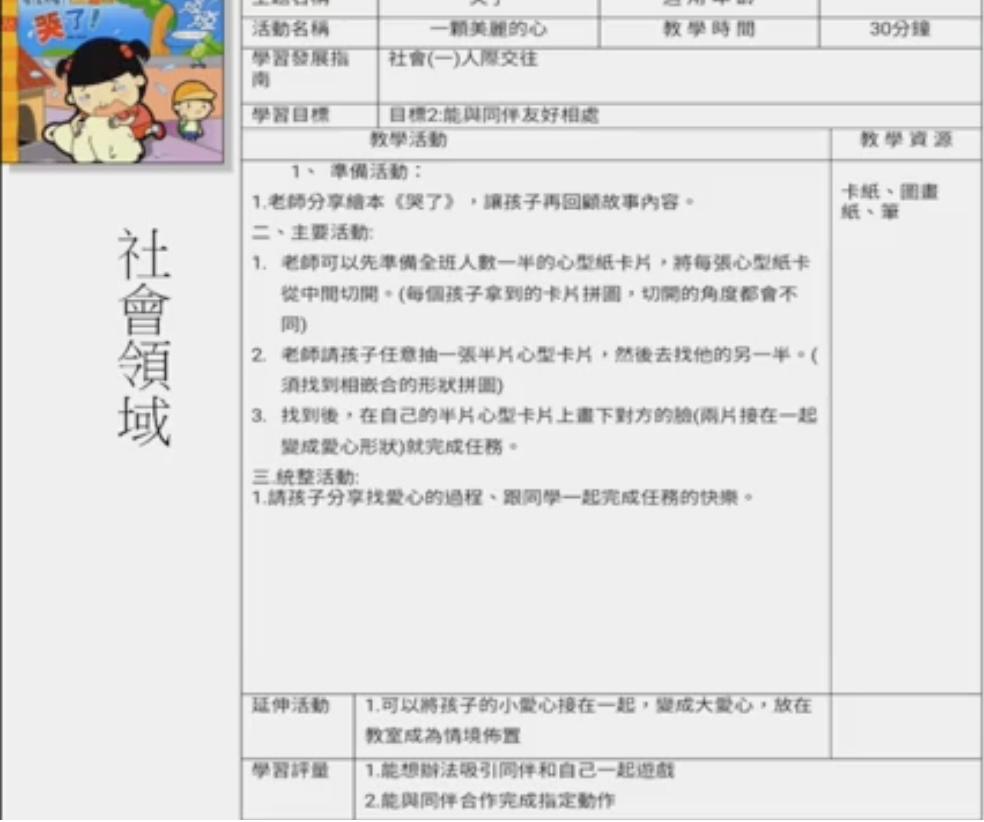 哭了!
主題名稱
哭了
適用年齡
活動名稱
一顆美麗的心
教學時間
30分鐘
學習發展指
南
社會(一)人際交往
學習目標
目標2:能與同伴友好相處
教學活動
教學資源
1、 準備活動：
1.老師分享繪本《哭了》，讓孩子再回顧故事內容。
卡紙、圖畫
紙、筆
二、主要活動:
1. 老師可以先準備全班人數一半的心型紙卡片，將每張心型紙卡
從中間切開。(每個孩子拿到的卡片拼圖，切開的角度都會不
同)
2. 老師請孩子任意抽一張半片心型卡片，然後去找他的另一半。(
須找到相嵌合的形狀拼圖)
3. 找到後，在自己的半片心型卡片上畫下對方的臉(兩片接在一起
變成愛心形狀)就完成任務。
三.統整活動:
1.請孩子分享找愛心的過程、跟同學一起完成任務的快樂。
社會領域
延伸活動
1.可以將孩子的小愛心接在一起，變成大愛心，放在
教室成為情境佈置
學習評量
1.能想辦法吸引同伴和自己一起遊戲
2.能與同伴合作完成指定動作